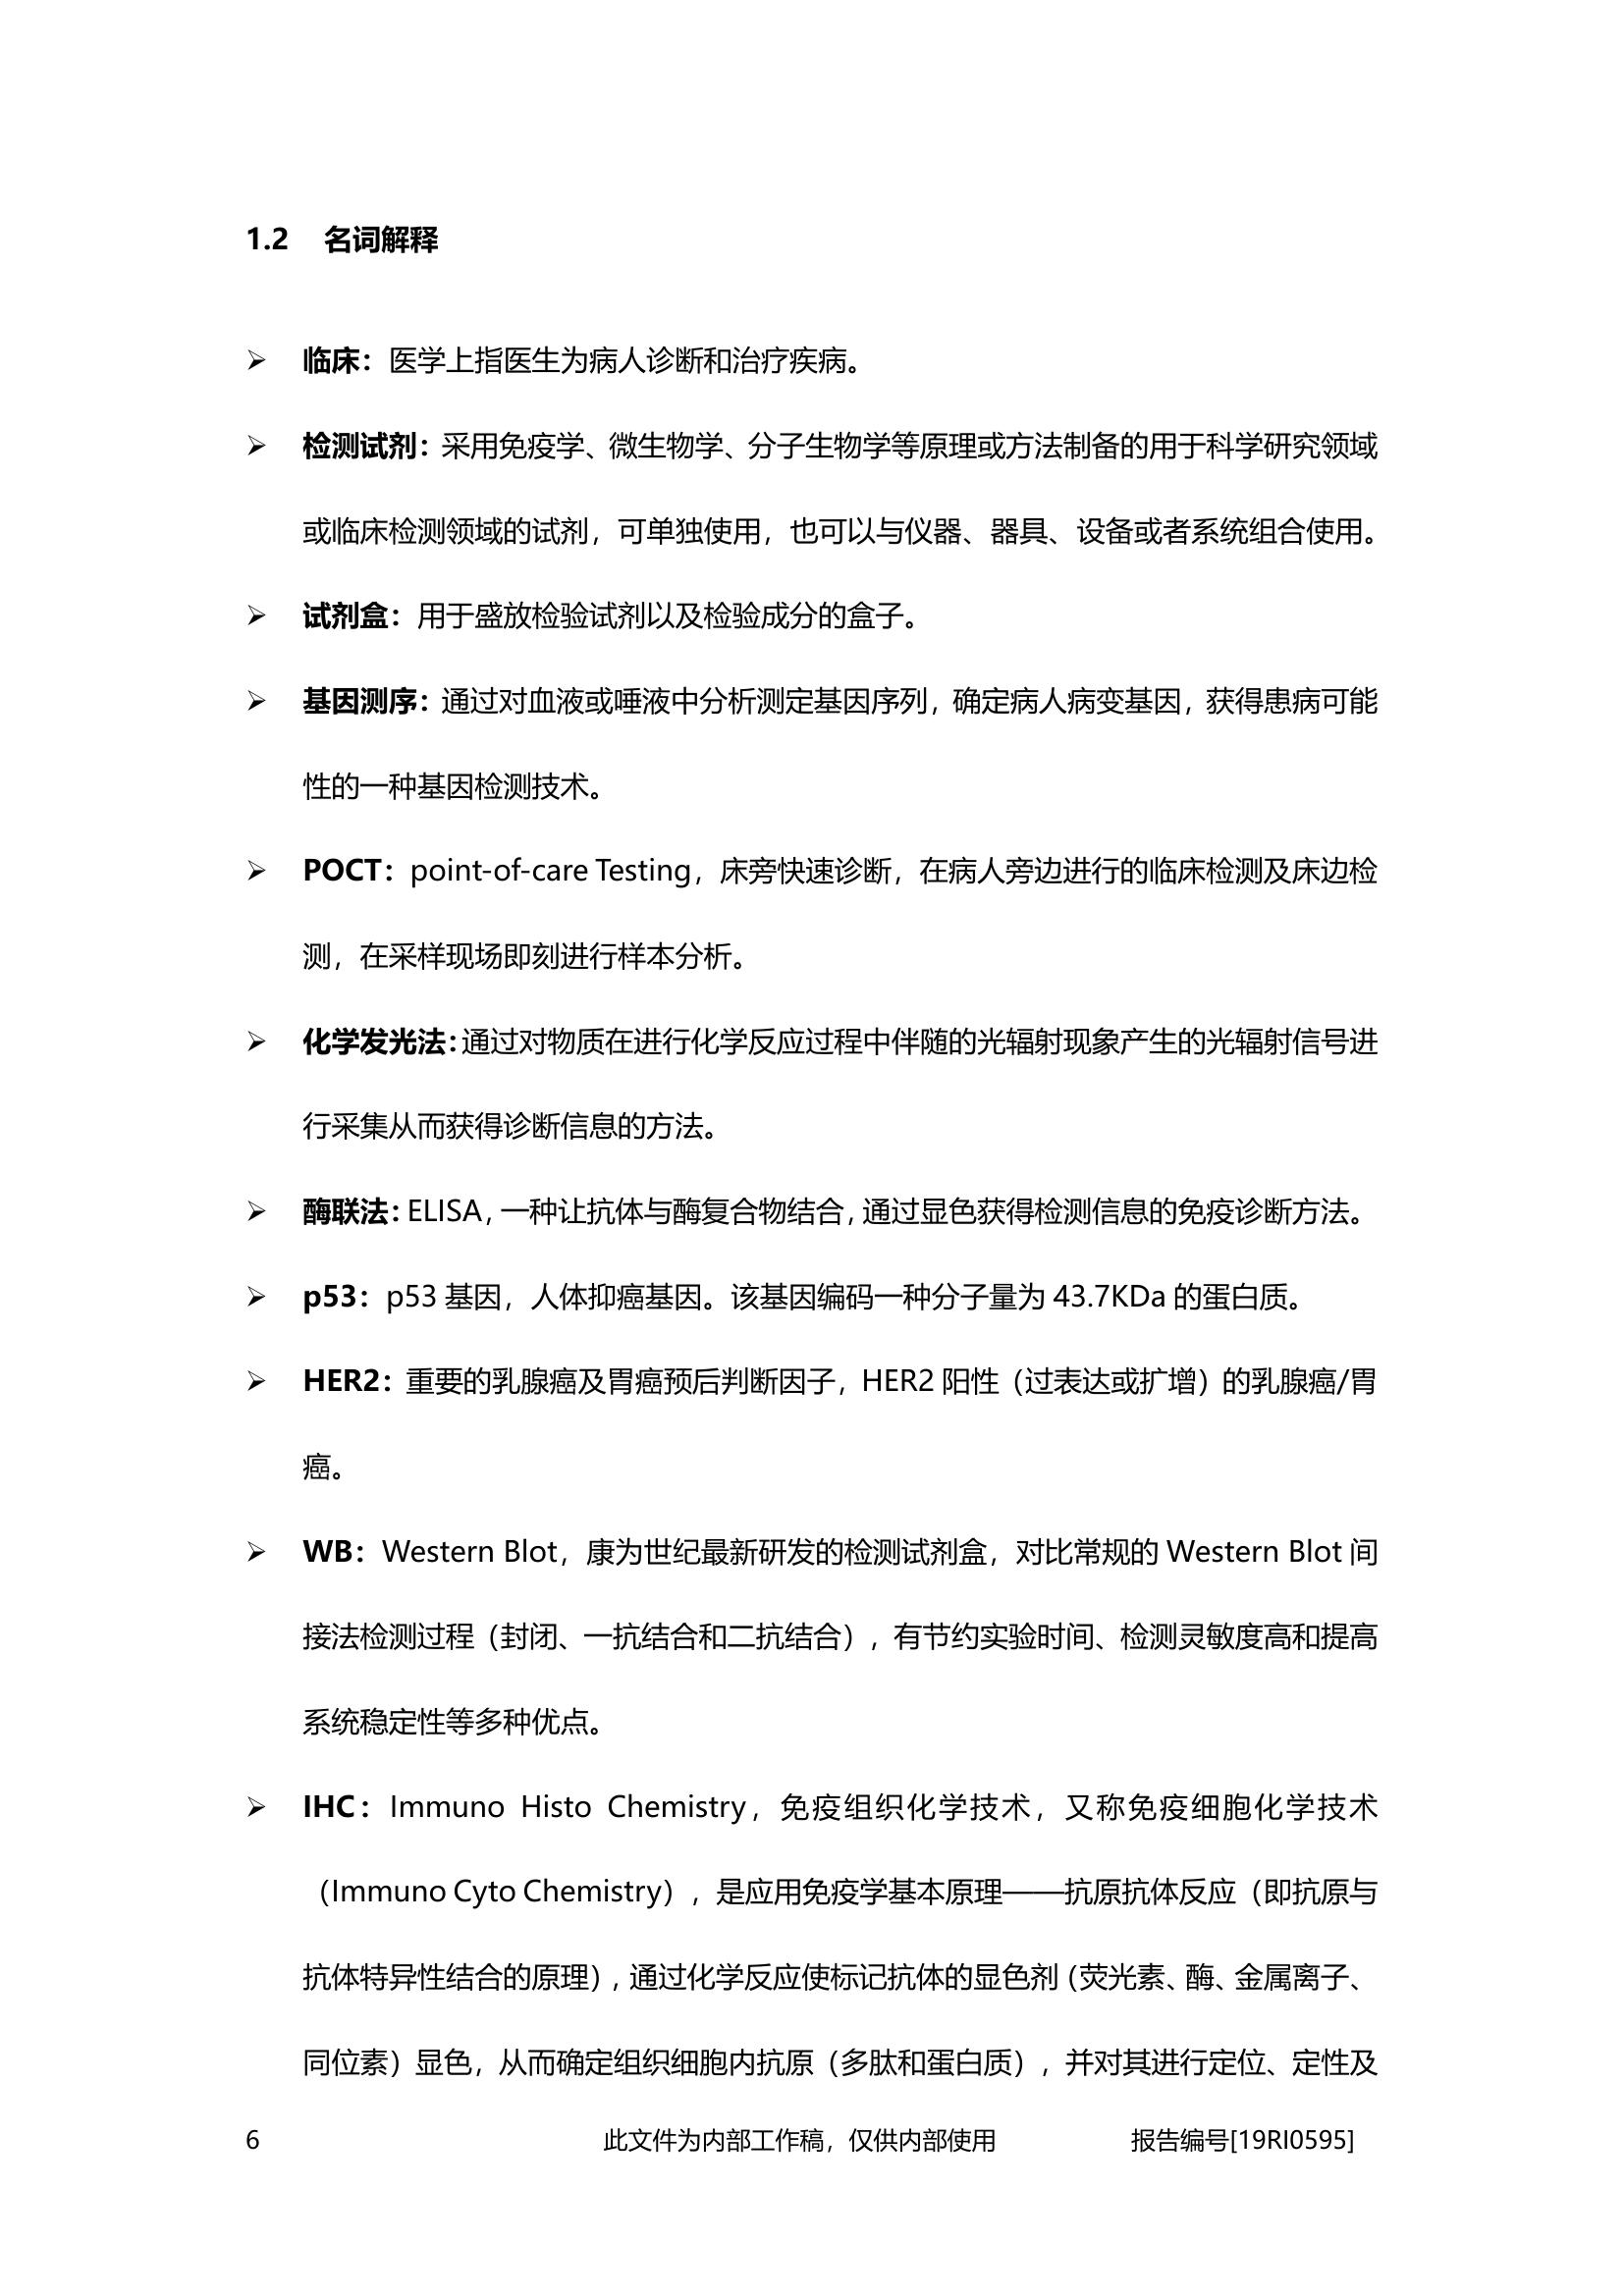 1.2 名词解释
➢ 临床：医学上指医生为病人诊断和治疗疾病。
➢ 检测试剂：采用免疫学、微生物学、分子生物学等原理或方法制备的用于科学研究领域
或临床检测领域的试剂，可单独使用，也可以与仪器、器具、设备或者系统组合使用。
➢ 试剂盒：用于盛放检验试剂以及检验成分的盒子。
➢ 基因测序：通过对血液或唾液中分析测定基因序列，确定病人病变基因，获得患病可能
性的一种基因检测技术。
➢ POCT：point-of-care Testing，床旁快速诊断，在病人旁边进行的临床检测及床边检
测，在采样现场即刻进行样本分析。
➢ 化学发光法：通过对物质在进行化学反应过程中伴随的光辐射现象产生的光辐射信号进
行采集从而获得诊断信息的方法。
➢ 酶联法：ELISA，一种让抗体与酶复合物结合，通过显色获得检测信息的免疫诊断方法。
➢ p53：p53 基因，人体抑癌基因。该基因编码一种分子量为 43.7KDa 的蛋白质。
➢ HER2：重要的乳腺癌及胃癌预后判断因子，HER2 阳性（过表达或扩增）的乳腺癌/胃
癌。
➢ WB：Western Blot，康为世纪最新研发的检测试剂盒，对比常规的 Western Blot 间
接法检测过程（封闭、一抗结合和二抗结合），有节约实验时间、检测灵敏度高和提高
系统稳定性等多种优点。
➢ IHC：Immuno Histo Chemistry，免疫组织化学技术，又称免疫细胞化学技术
（Immuno Cyto Chemistry），是应用免疫学基本原理——抗原抗体反应（即抗原与
抗体特异性结合的原理），通过化学反应使标记抗体的显色剂（荧光素、酶、金属离子、
同位素）显色，从而确定组织细胞内抗原（多肽和蛋白质），并对其进行定位、定性及
6 此文件为内部工作稿，仅供内部使用 报告编号[19RI0595]